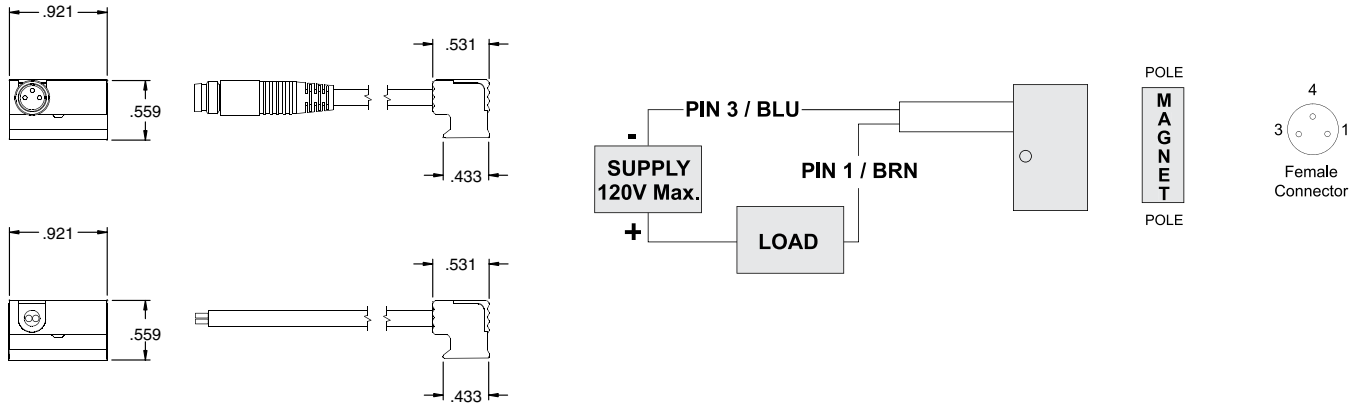 .921
.559
.531
.433
.921
.559
.531
.433
PIN 3 / BLU
-
SUPPLY
120V Max.
+
PIN 1 / BRN
LOAD
POLE
MAGNET
POLE
4
3 1
Female
Connector